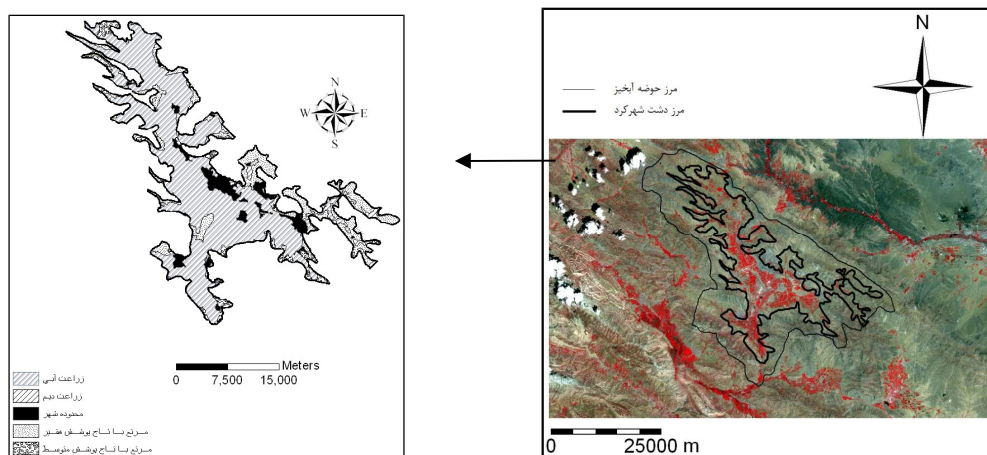 N
مرز حوضه آبخیز
مرز دشت شهرکرد
0 25000 m
N
W E
S
Meters
0 7,500 15,000
زراعت آبی
زراعت دیم
محدوده شهر
مرتع با تاج پوشش فقیر
مرتع با تاج پوشش متوسط